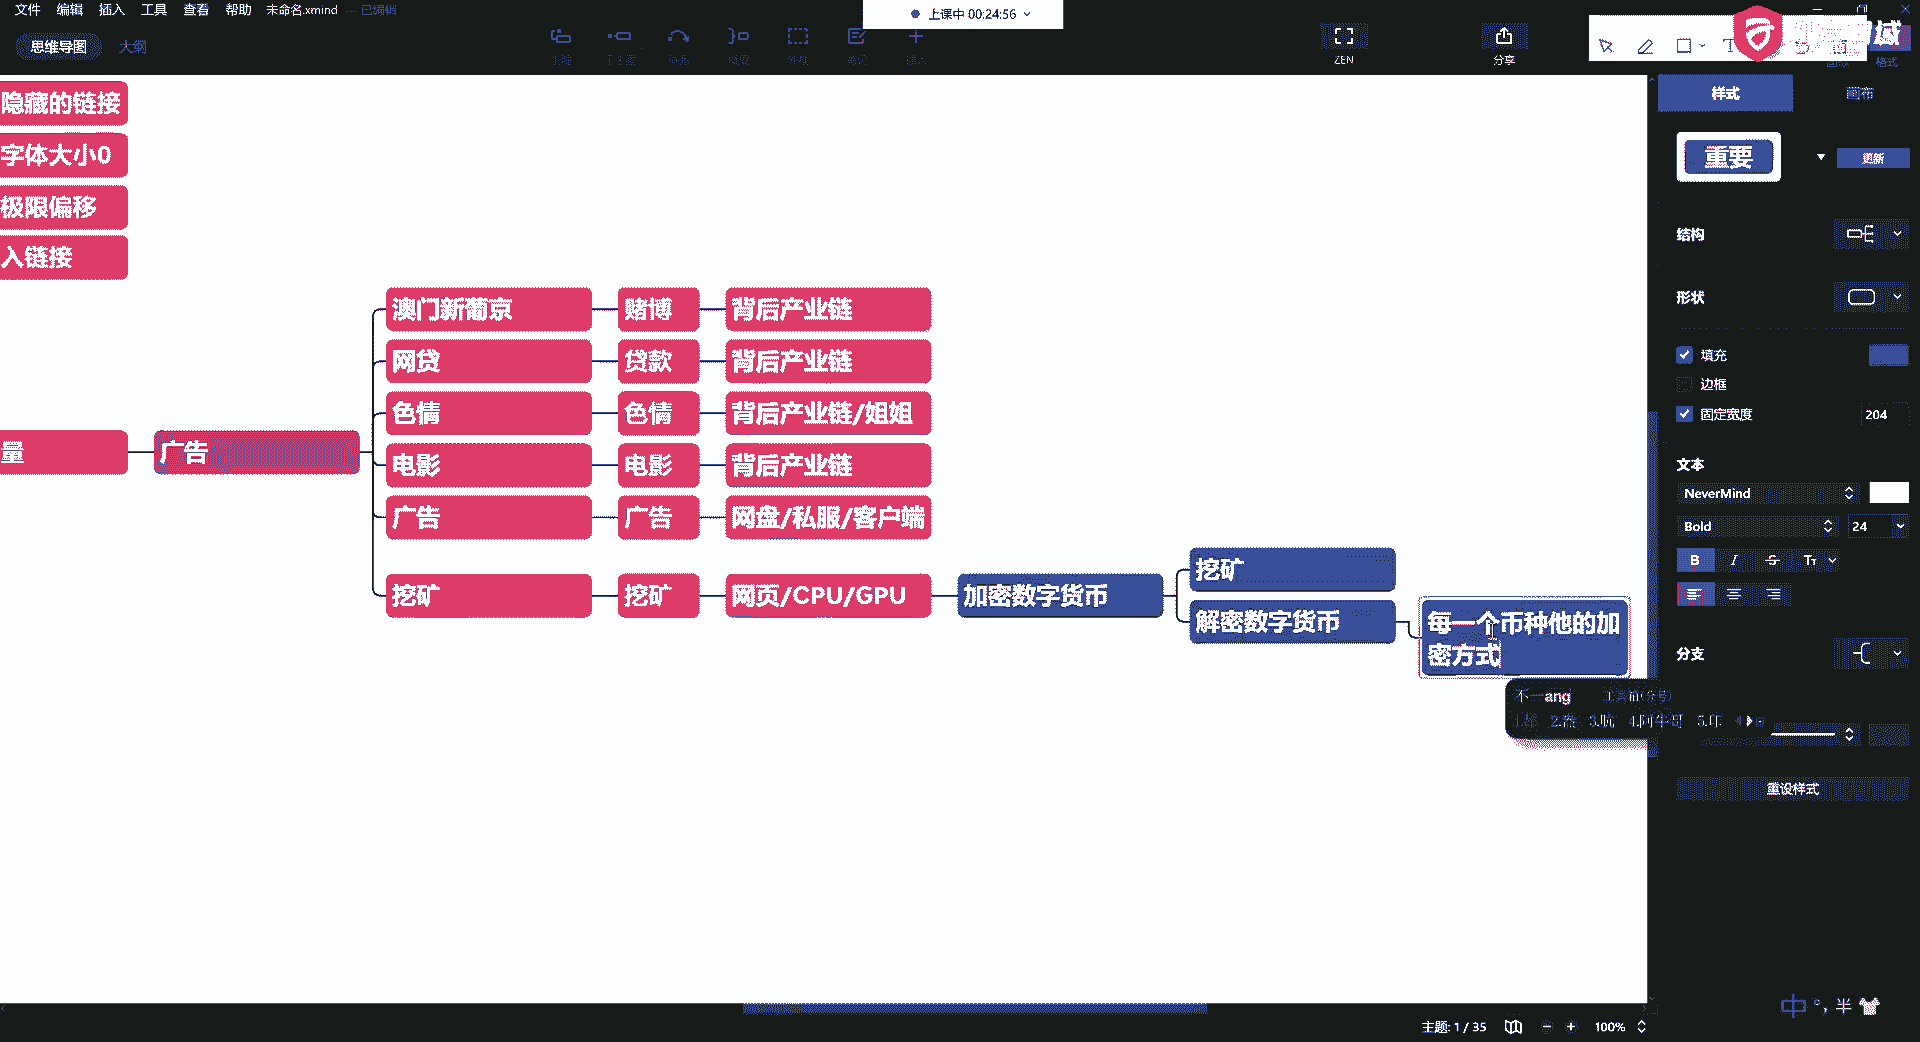 文件 编辑 插入 工具 查看 帮助 未命名.xmind — 已编辑
上课中 00:24:56
思维导图 大纲
ZEN
分享
格式
域
样式 画布
重要
更新
结构
形状
填充
边框
固定宽度 204
文本
NeverMind
Bold 24
B I S Tт
分支
重设样式
隐藏的链接
字体大小0
极限偏移
入链接
量
广告
澳门新葡京 赌博 背后产业链
网贷 贷款 背后产业链
色情 色情 背后产业链/姐姐
电影 电影 背后产业链
广告 广告 网盘/私服/客户端
挖矿 挖矿 网页/CPU/GPU 加密数字货币
挖矿
解密数字货币
每一个币种他的加
密方式
不一ang
4.阿牛哥 5.印
中 °, 半
主题: 1 / 35 100%